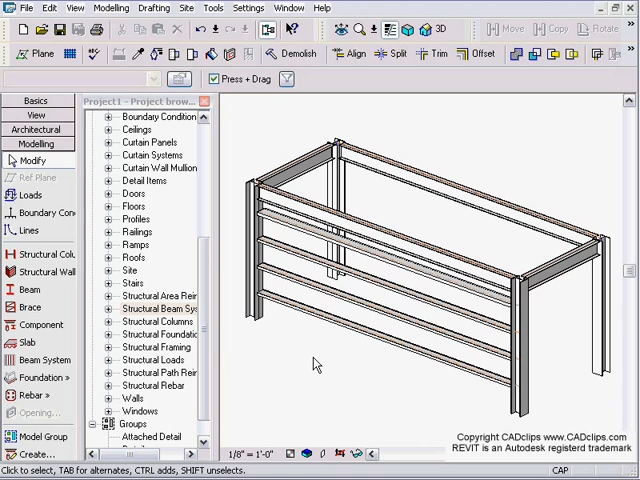 File Edit View Modelling Drafting Site Tools Settings Window Help
3D Move Copy Rotate
Plane Demolish Align Split Trim Offset
Press + Drag
Basics
View
Architectural
Modelling
Modify
Ref Plane
Loads
Boundary Con
Lines
Structural Colu
Structural Wall
Beam
Brace
Component
Slab
Beam System
Foundation »
Rebar »
Opening...
Model Group
Create...
Project1 - Project brow...
Boundary Condition
Ceilings
Curtain Panels
Curtain Systems
Curtain Wall Mullion
Detail Items
Doors
Floors
Profiles
Railings
Ramps
Roofs
Site
Stairs
Structural Area Rei
Structural Beam Sys
Structural Columns
Structural Foundatio
Structural Framing
Structural Loads
Structural Path Rei
Structural Rebar
Walls
Windows
Groups
Attached Detail
1/8" = 1'-0"
Copyright CADclips www.CADclips.com
REVIT is an Autodesk registerd trademark
Click to select, TAB for alternates, CTRL adds, SHIFT unselects.
CAP